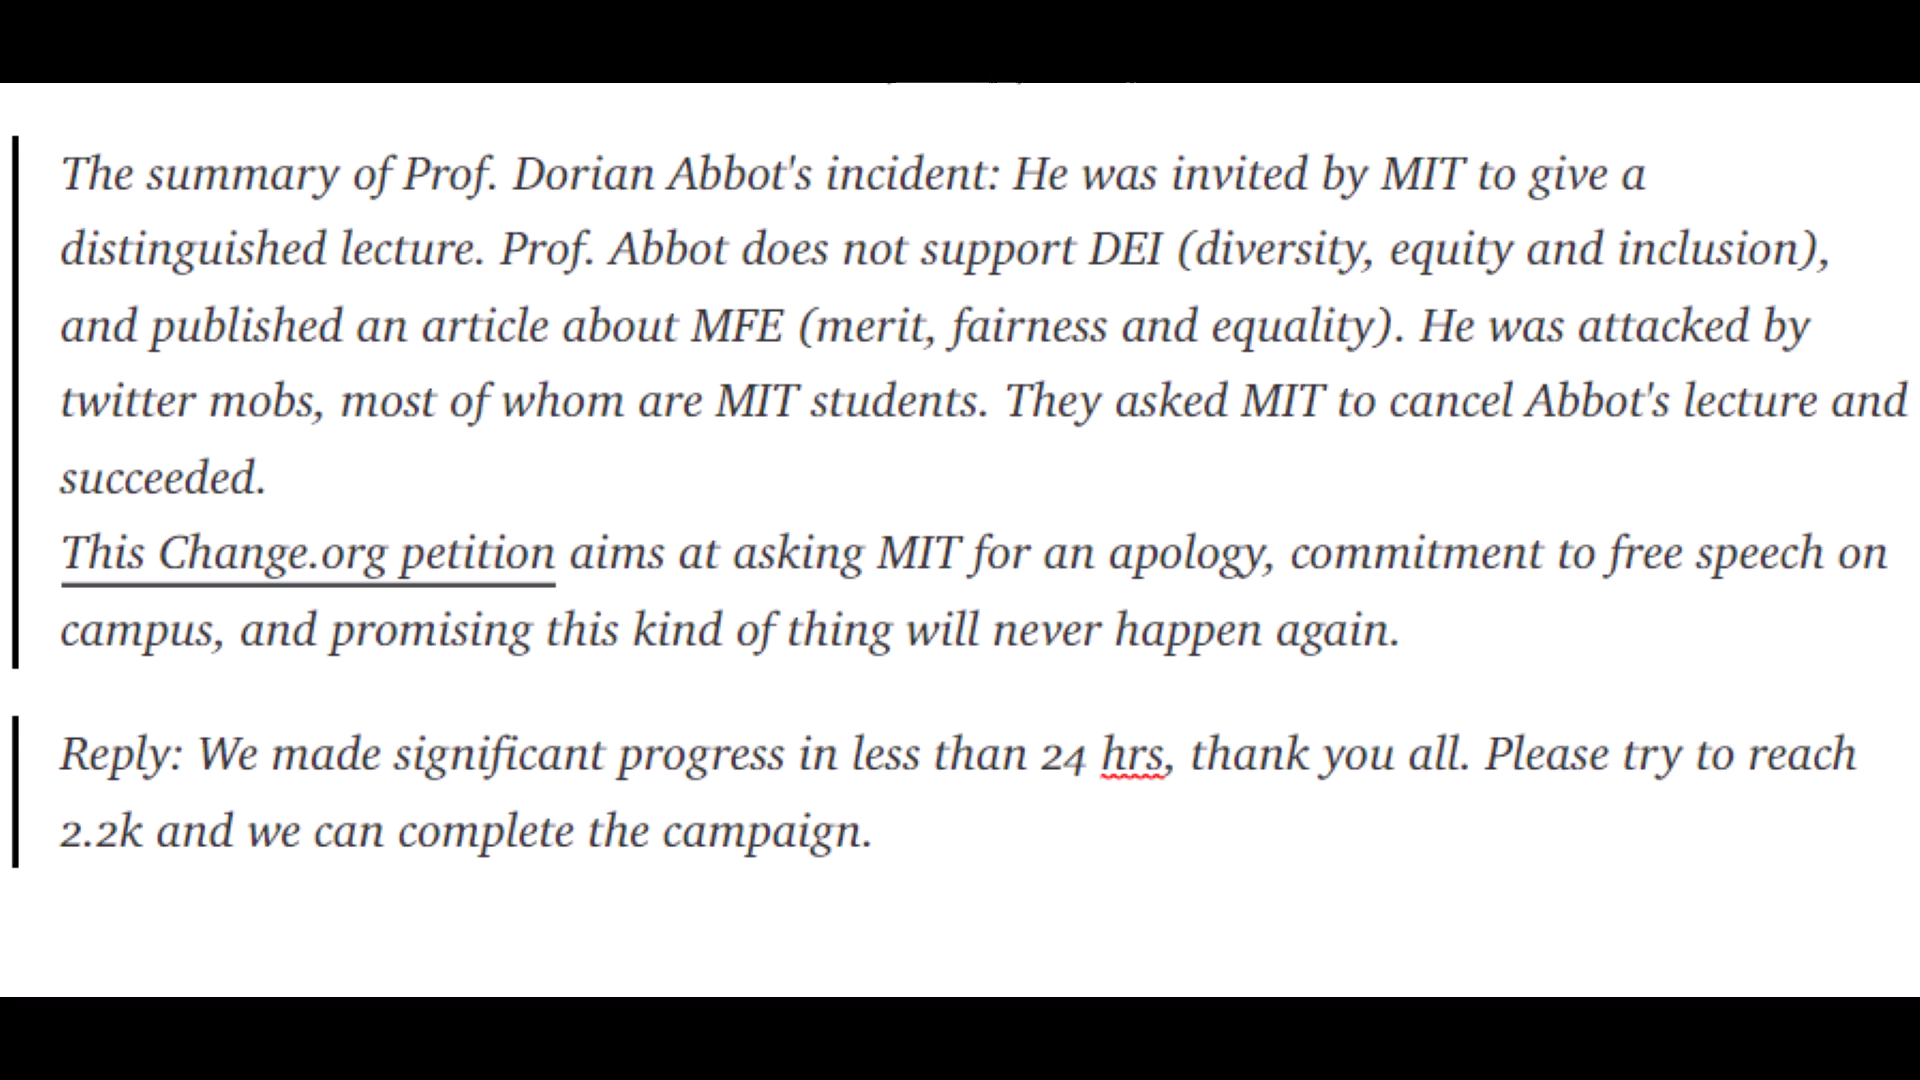 The summary of Prof. Dorian Abbot's incident: He was invited by MIT to give a
distinguished lecture. Prof. Abbot does not support DEI (diversity, equity and inclusion),
and published an article about MFE (merit, fairness and equality). He was attacked by
twitter mobs, most of whom are MIT students. They asked MIT to cancel Abbot's lecture and
succeeded.
This Change.org petition aims at asking MIT for an apology, commitment to free speech on
campus, and promising this kind of thing will never happen again.
Reply: We made significant progress in less than 24 hrs, thank you all. Please try to reach
2.2k and we can complete the campaign.